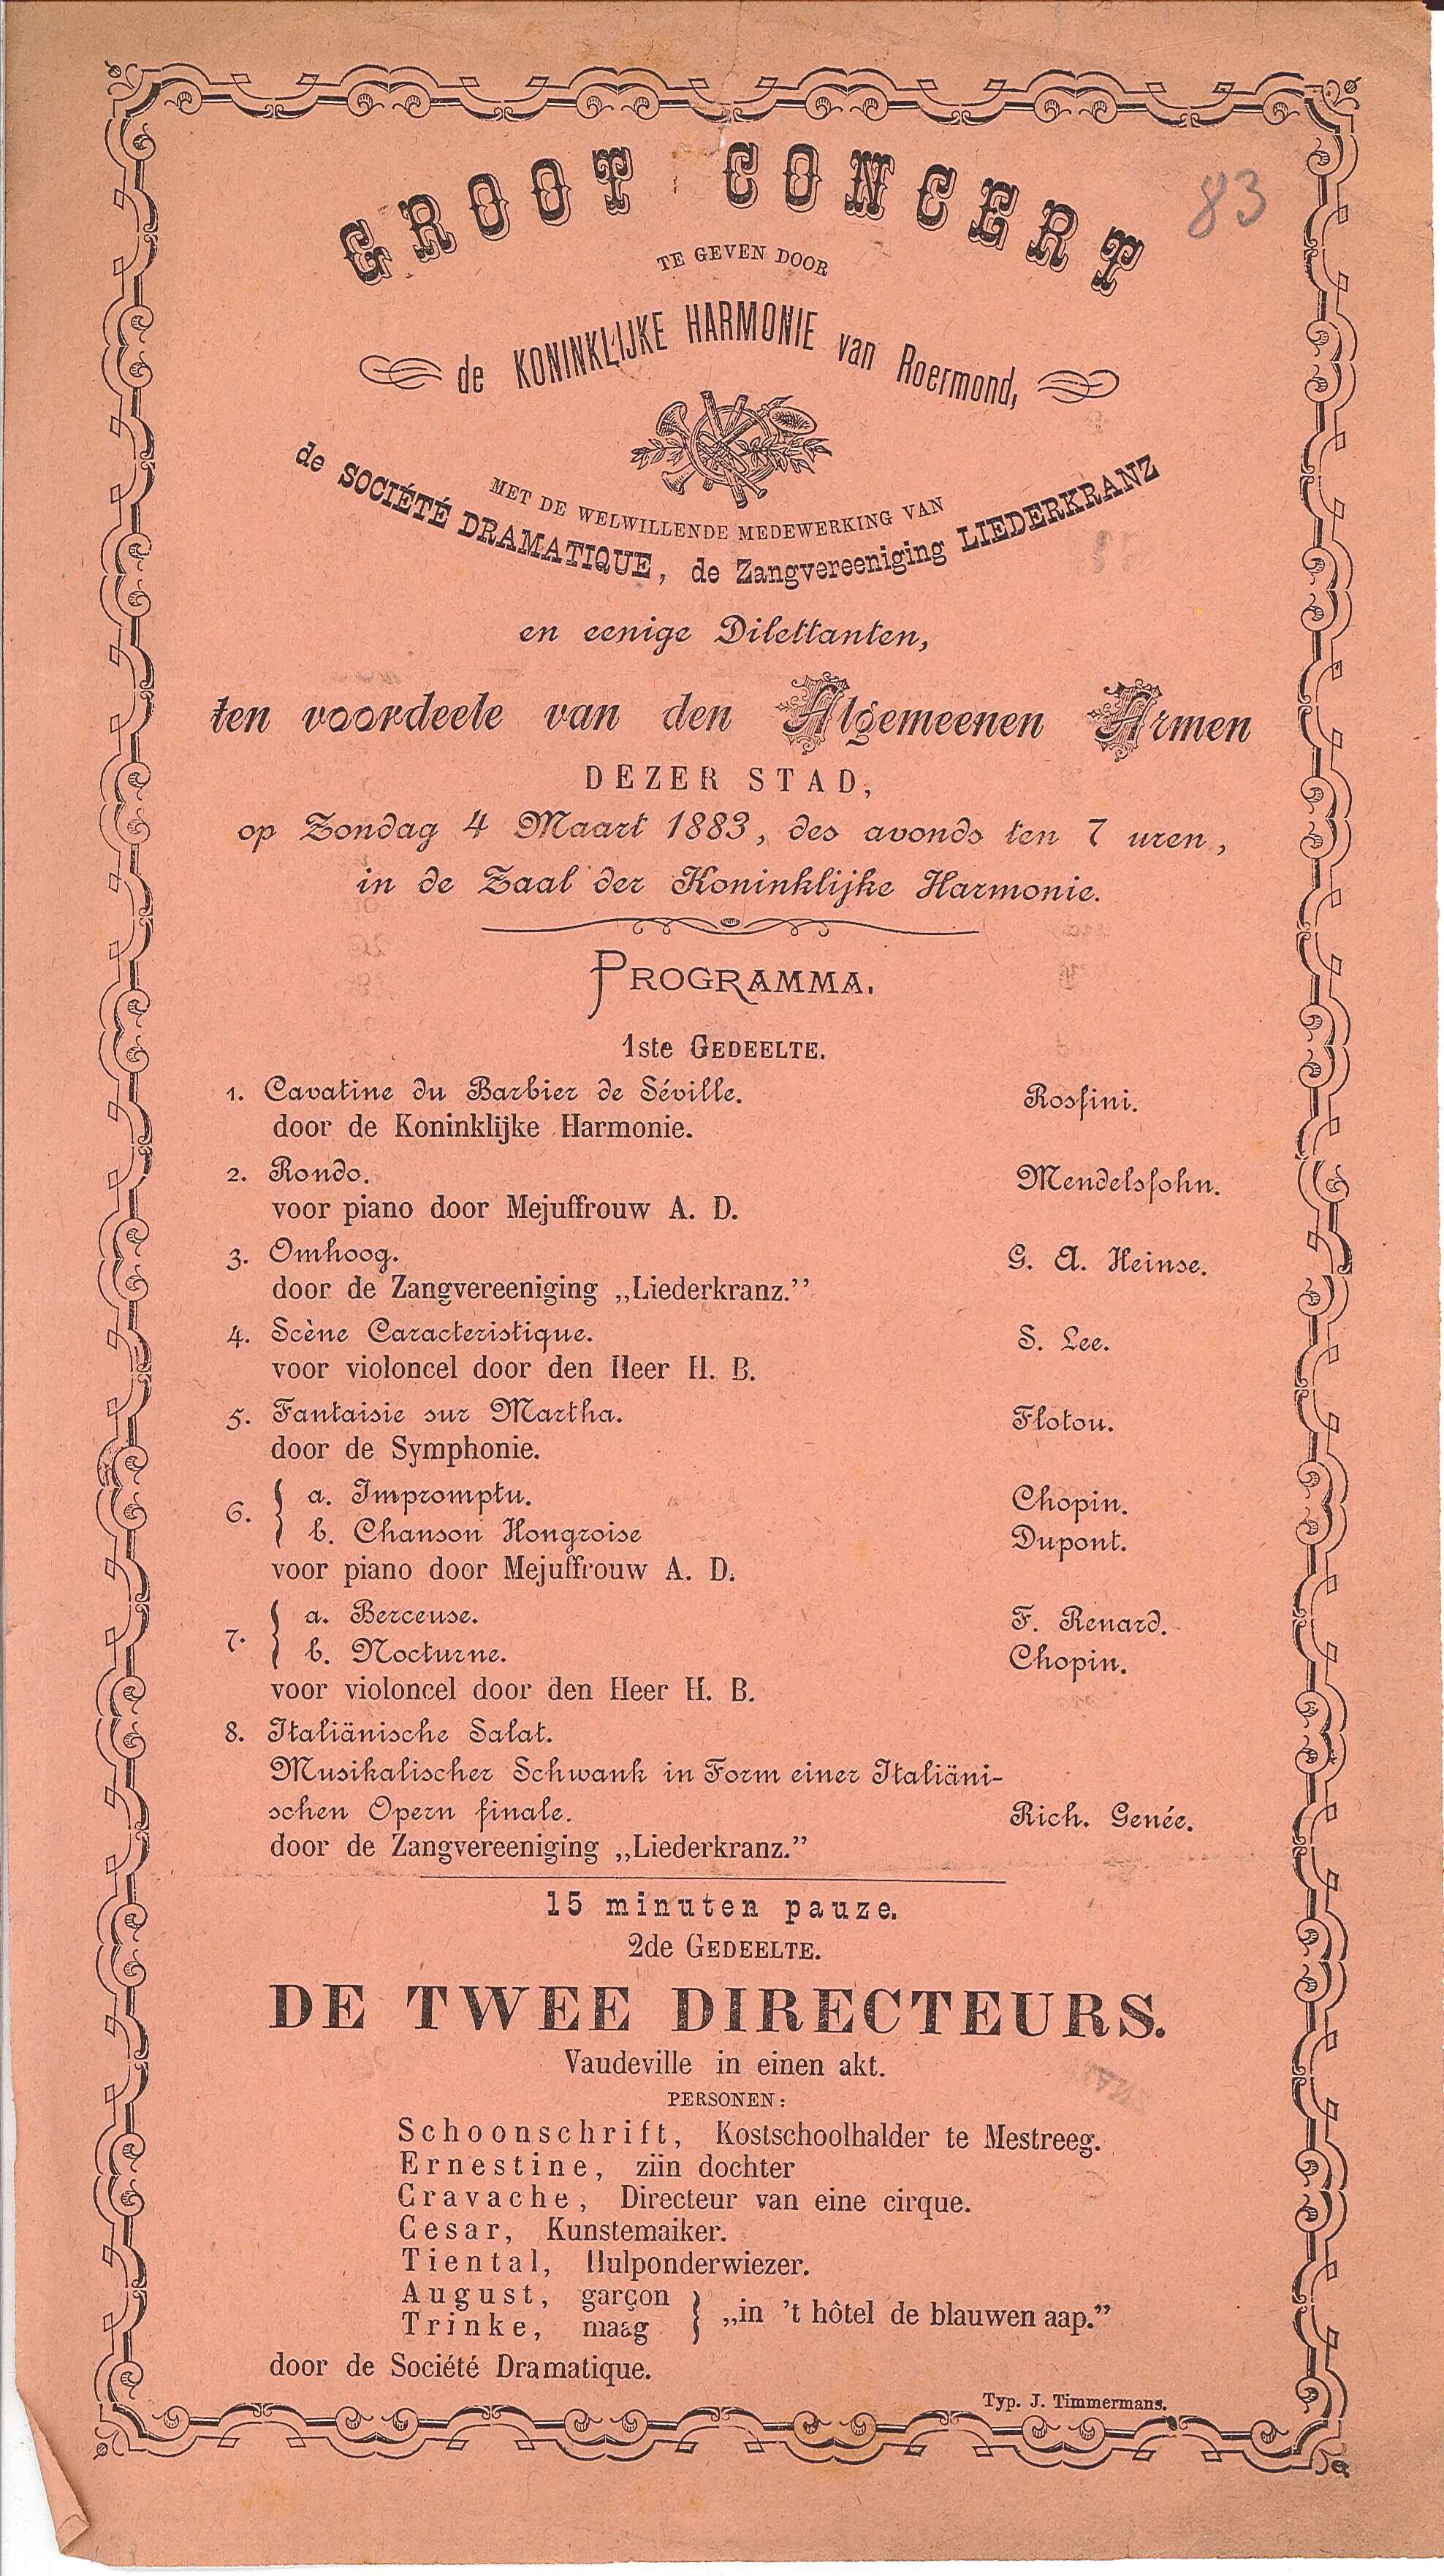 GROOT CONCERT
83
TE GEVEN DOOR
de KONINKLIJKE HARMONIE van Roermond,
MET DE WELWILLENDE MEDEWERKING VAN
de SOCIÉTÉ DRAMATIQUE, de Zangvereeniging LIEDERKRANZ
en eenige Dilettanten,
ten voordeele van den Algemeenen Armen
DEZER STAD,
op Zondag 4 Maart 1883, des avonds ten 7 uren,
in de Zaal der Koninklijke Harmonie.
PROGRAMMA.
1ste GEDEELTE.
1. Cavatine du Barbier de Séville. Rosſini.
door de Koninklijke Harmonie.
2. Rondo. Mendelsſohn.
voor piano door Mejuffrouw A. D.
3. Omhoog. G. A. Heinse.
door de Zangvereeniging „Liederkranz.”
4. Scène Caracteristique. S. Lee.
voor violoncel door den Heer H. B.
5. Fantaisie sur Martha. Flotou.
door de Symphonie.
6. { a. Impromptu. Chopin.
b. Chanson Hongroise Dupont.
voor piano door Mejuffrouw A. D.
7. { a. Berceuse. F. Renard.
b. Nocturne. Chopin.
voor violoncel door den Heer H. B.
8. Italiänische Salat.
Musikalischer Schwank in Form einer Italiäni-
schen Opern finale. Rich. Genée.
door de Zangvereeniging „Liederkranz.”
15 minuten pauze.
2de GEDEELTE.
DE TWEE DIRECTEURS.
Vaudeville in einen akt.
PERSONEN:
Schoonschrift, Kostschoolhalder te Mestreeg.
Ernestine, ziin dochter
Cravache, Directeur van eine cirque.
Cesar, Kunstemaiker.
Tiental, Hulponderwiezer.
August, garçon
Trinke, maag } „in 't hôtel de blauwen aap.”
door de Société Dramatique.
Typ. J. Timmermans.